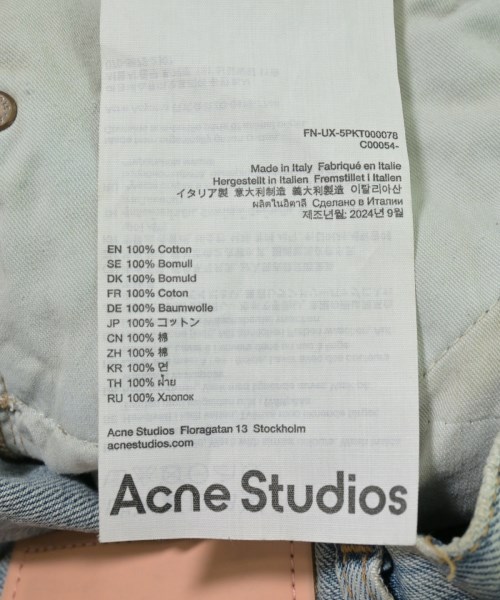 FN-UX-5PKT000078
C00054-
Made in Italy Fabriqué en Italie
Hergestellt in Italien Fremstillet i Italien
イタリア製 意大利制造 義大利製造 이탈리아산
ผลิตในอิตาลี Сделано в Италии
제조년월; 2024년 9월
EN 100% Cotton
SE 100% Bomull
DK 100% Bomuld
FR 100% Coton
DE 100% Baumwolle
JP 100% コットン
CN 100% 棉
ZH 100% 棉
KR 100% 면
TH 100% ฝ้าย
RU 100% Хлопок
Acne Studios Floragatan 13 Stockholm
acnestudios.com
Acne Studios